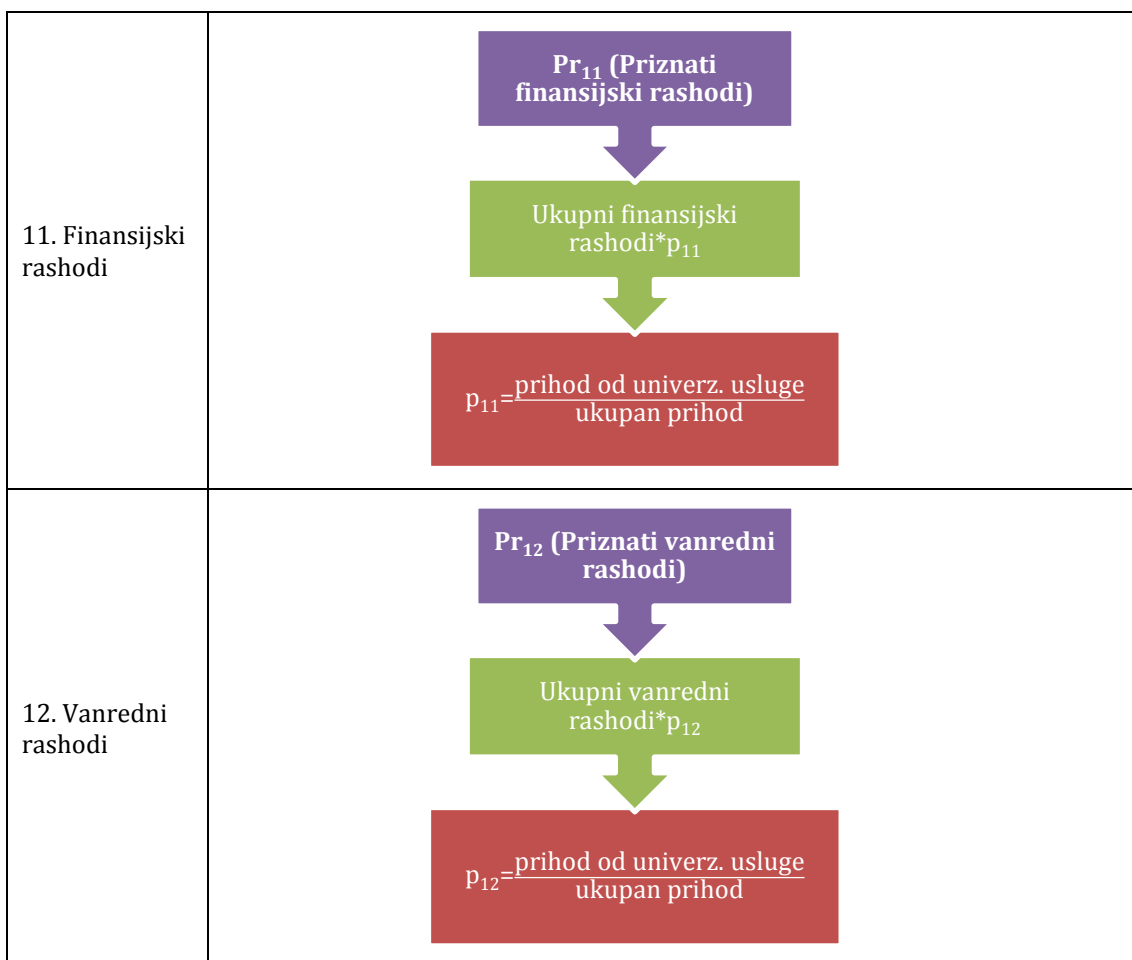 Pr₁₁ (Priznati
finansijski rashodi)
Ukupni finansijski
rashodi*p₁₁
11. Finansijski
rashodi
p₁₁=prihod od univerz. usluge
ukupan prihod
Pr₁₂ (Priznati vanredni
rashodi)
Ukupni vanredni
rashodi*p₁₂
12. Vanredni
rashodi
p₁₂=prihod od univerz. usluge
ukupan prihod